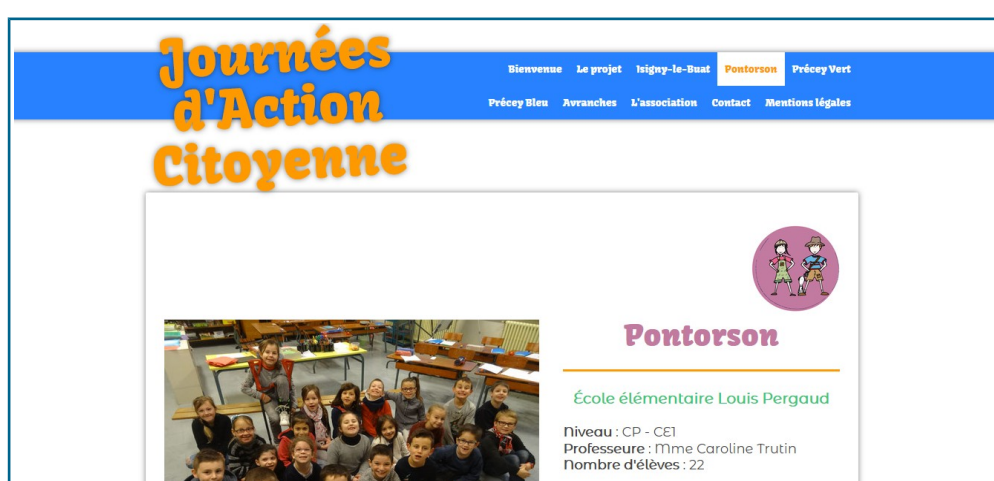 Journées
d'Action
Citoyenne
Bienvenue Le projet Isigny-le-Buat Pontorson Précey Vert
Précey Bleu Avranches L'association Contact Mentions légales
Pontorson
École élémentaire Louis Pergaud
Niveau : CP - CE1
Professeure : Mme Caroline Trutin
Nombre d'élèves : 22